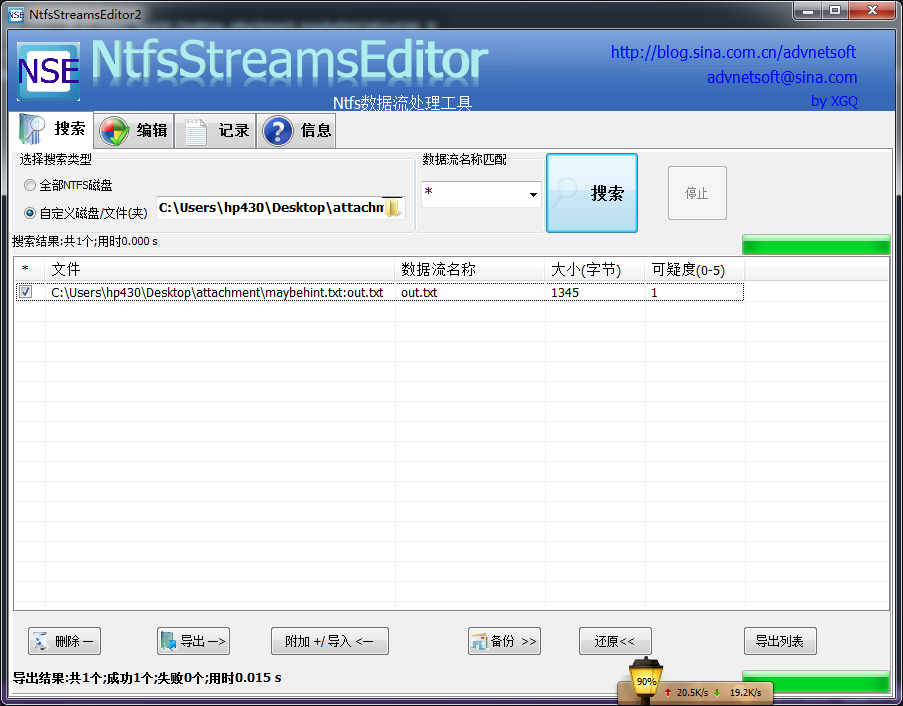 NSE NtfsStreamsEditor2
NSE NtfsStreamsEditor
http://blog.sina.com.cn/advnetsoft
advnetsoft@sina.com
Ntfs数据流处理工具
by XGQ
搜索 编辑 记录 ? 信息
选择搜索类型
数据流名称匹配
全部NTFS磁盘
*
搜索
停止
自定义磁盘/文件(夹) C:\Users\hp430\Desktop\attachm
搜索结果:共1个;用时0.000 s
* 文件 数据流名称 大小(字节) 可疑度(0-5)
C:\Users\hp430\Desktop\attachment\maybehint.txt:out.txt out.txt 1345 1
删除 — 导出 —> 附加 +/ 导入 <— 备份 >> 还原<< 导出列表
导出结果:共1个;成功1个;失败0个;用时0.015 s
90% 20.5K/s 19.2K/s